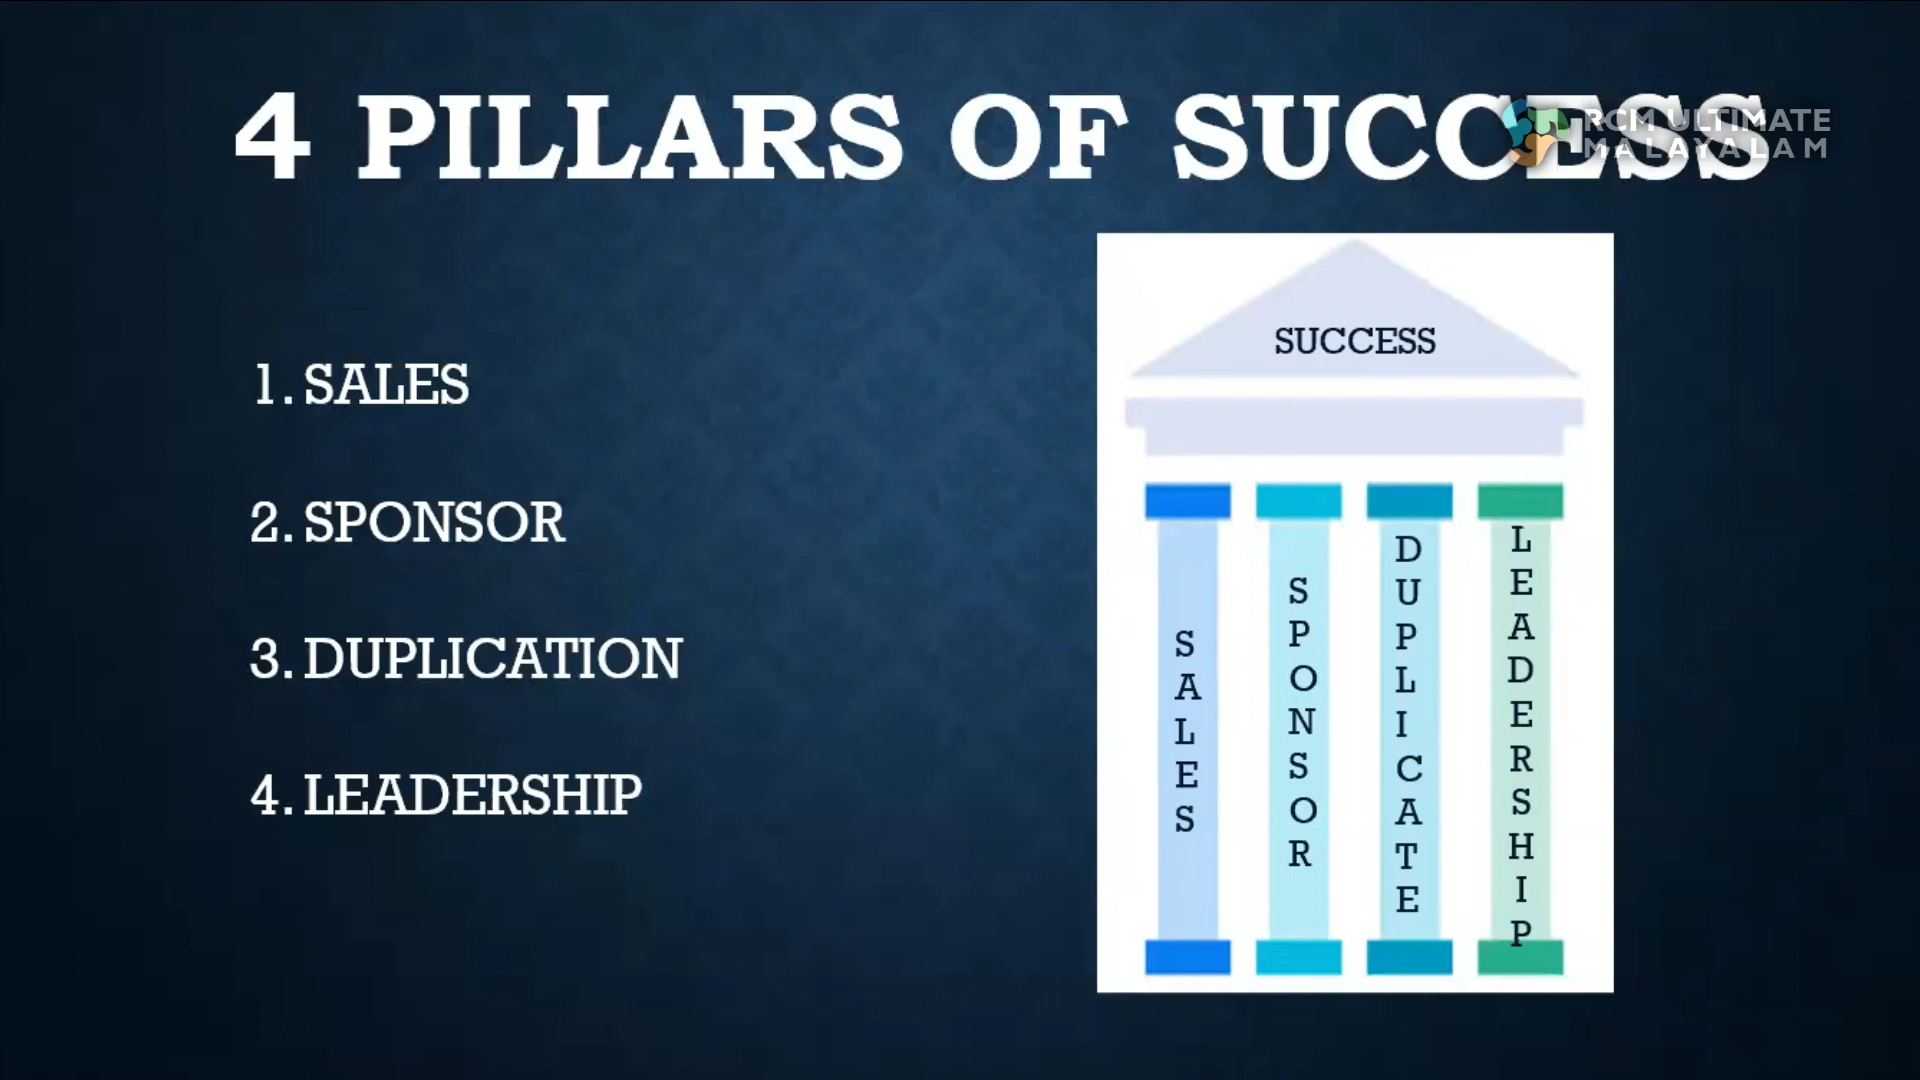 4 PILLARS OF SUCCESS
RCM ULTIMATE
MALAYALAM
1. SALES
2. SPONSOR
3. DUPLICATION
4. LEADERSHIP
SUCCESS
SALES
SPONSOR
DUPLICATE
LEADERSHIP